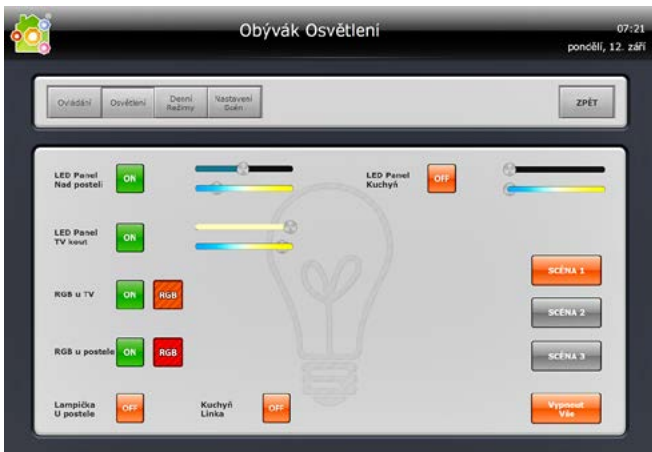 Obývák Osvětlení
07:21
pondělí, 12. září
Ovládání
Osvětlení
Denní
Režimy
Nastavení
Scén
ZPĚT
LED Panel
Nad postelí
ON
LED Panel
Kuchyň
OFF
LED Panel
TV kout
ON
RGB u TV
ON
RGB
SCÉNA 1
SCÉNA 2
RGB u postele
ON
RGB
SCÉNA 3
Lampička
U postele
OFF
Kuchyň
Linka
OFF
Vypnout
Vše